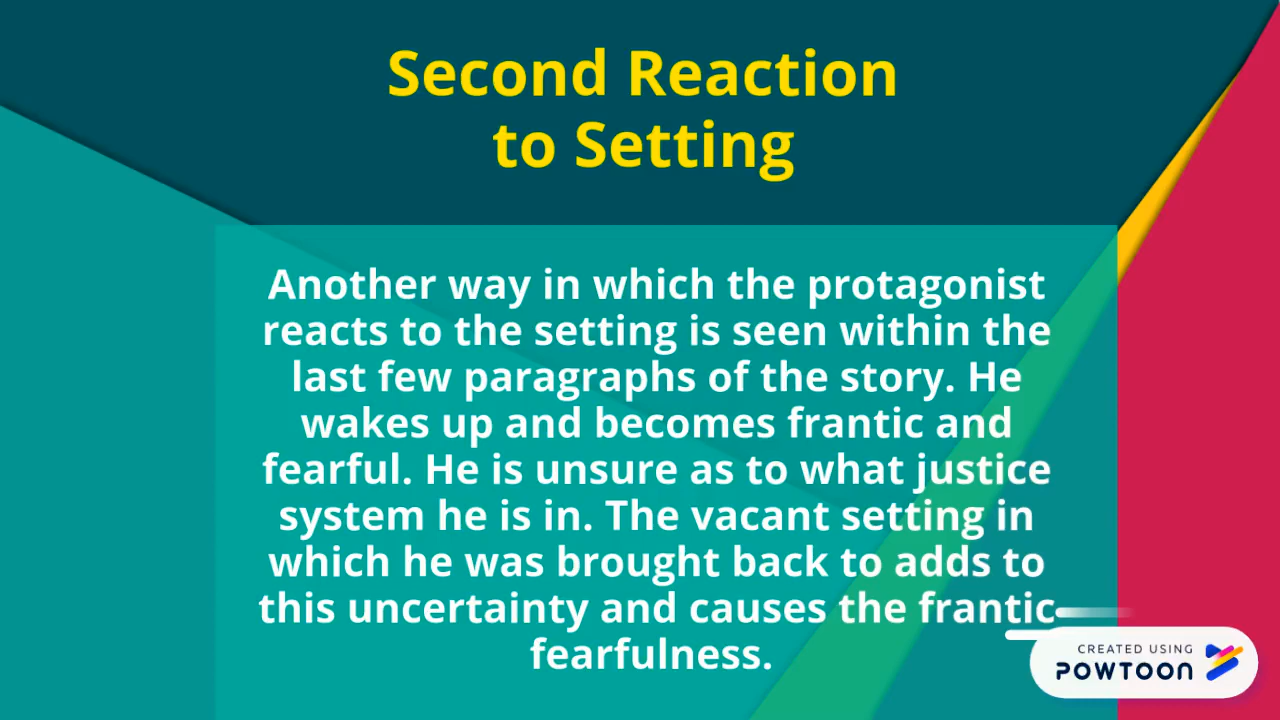 Second Reaction
to Setting
Another way in which the protagonist
reacts to the setting is seen within the
last few paragraphs of the story. He
wakes up and becomes frantic and
fearful. He is unsure as to what justice
system he is in. The vacant setting in
which he was brought back to adds to
this uncertainty and causes the frantic
fearfulness.
CREATED USING
POWTOON